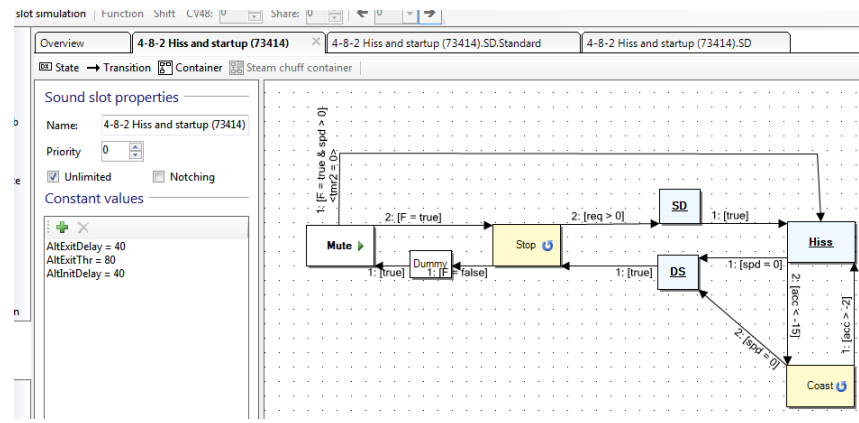 slot simulation Function Shift CV48: 0 Share: 0 0
Overview 4-8-2 Hiss and startup (73414) 4-8-2 Hiss and startup (73414).SD.Standard 4-8-2 Hiss and startup (73414).SD
State Transition Container Steam chuff container
Sound slot properties
Name: 4-8-2 Hiss and startup (73414)
Priority 0
Unlimited Notching
Constant values
AltExitDelay = 40
AltExitThr = 80
AltInitDelay = 40
1: [F = true & spd > 0]
<tmr2 = 0>
2: [F = true]
2: [req > 0]
SD
1: [true]
Mute
Stop
Hiss
Dummy
1: [true]
1: [F = false]
1: [true]
DS
1: [spd = 0]
2: [acc < -15]
1: [acc > -2]
2: [spd = 0]
Coast